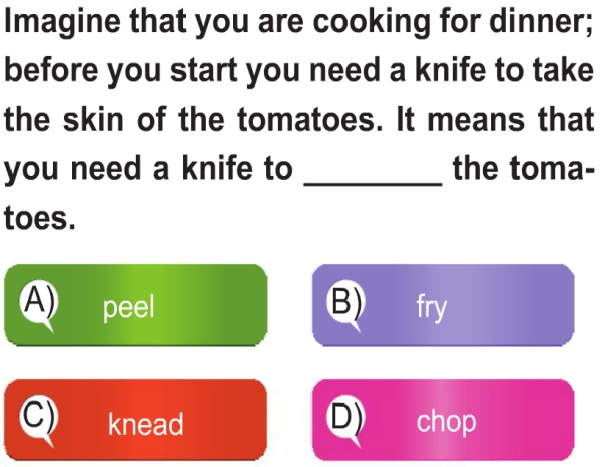 Imagine that you are cooking for dinner;
before you start you need a knife to take
the skin of the tomatoes. It means that
you need a knife to ________ the toma-
toes.
A) peel
B) fry
C) knead
D) chop